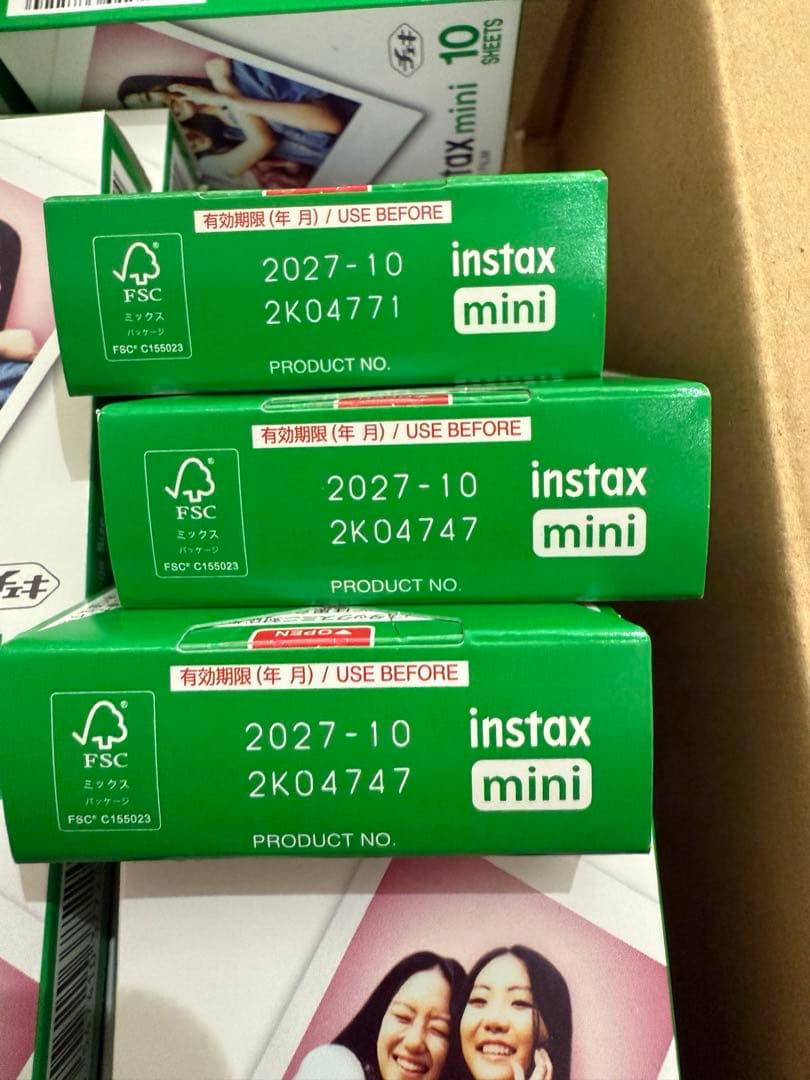 チェキ
10
SHEETS
instax mini
有効期限(年 月) / USE BEFORE
FSC®
ミックス
パッケージ
FSC® C155023
2027-10
2K04771
instax
mini
PRODUCT NO.
有効期限(年 月) / USE BEFORE
FSC®
ミックス
パッケージ
FSC® C155023
2027-10
2K04747
instax
mini
PRODUCT NO.
チェキ
OPEN
有効期限(年 月) / USE BEFORE
FSC®
ミックス
パッケージ
FSC® C155023
2027-10
2K04747
instax
mini
PRODUCT NO.